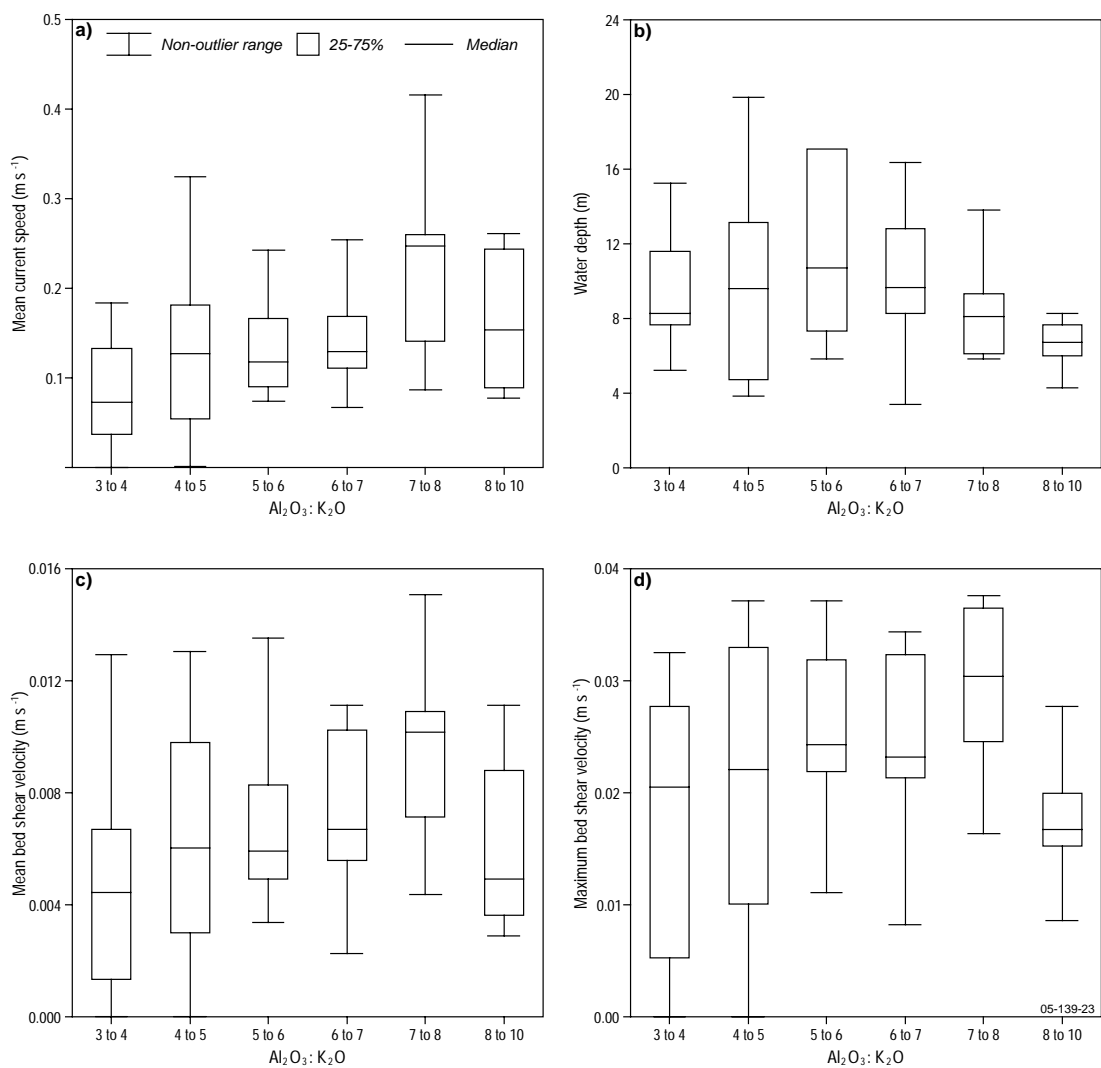 a)
Non-outlier range 25-75% Median
0.5
0.4
0.3
0.2
0.1
Mean current speed (m s⁻¹)
3 to 4 4 to 5 5 to 6 6 to 7 7 to 8 8 to 10
Al₂O₃: K₂O
b)
24
20
16
12
8
4
0
Water depth (m)
3 to 4 4 to 5 5 to 6 6 to 7 7 to 8 8 to 10
Al₂O₃: K₂O
c)
0.016
0.012
0.008
0.004
0.000
Mean bed shear velocity (m s⁻¹)
3 to 4 4 to 5 5 to 6 6 to 7 7 to 8 8 to 10
Al₂O₃: K₂O
d)
0.04
0.03
0.02
0.01
0.00
Maximum bed shear velocity (m s⁻¹)
05-139-23
3 to 4 4 to 5 5 to 6 6 to 7 7 to 8 8 to 10
Al₂O₃: K₂O